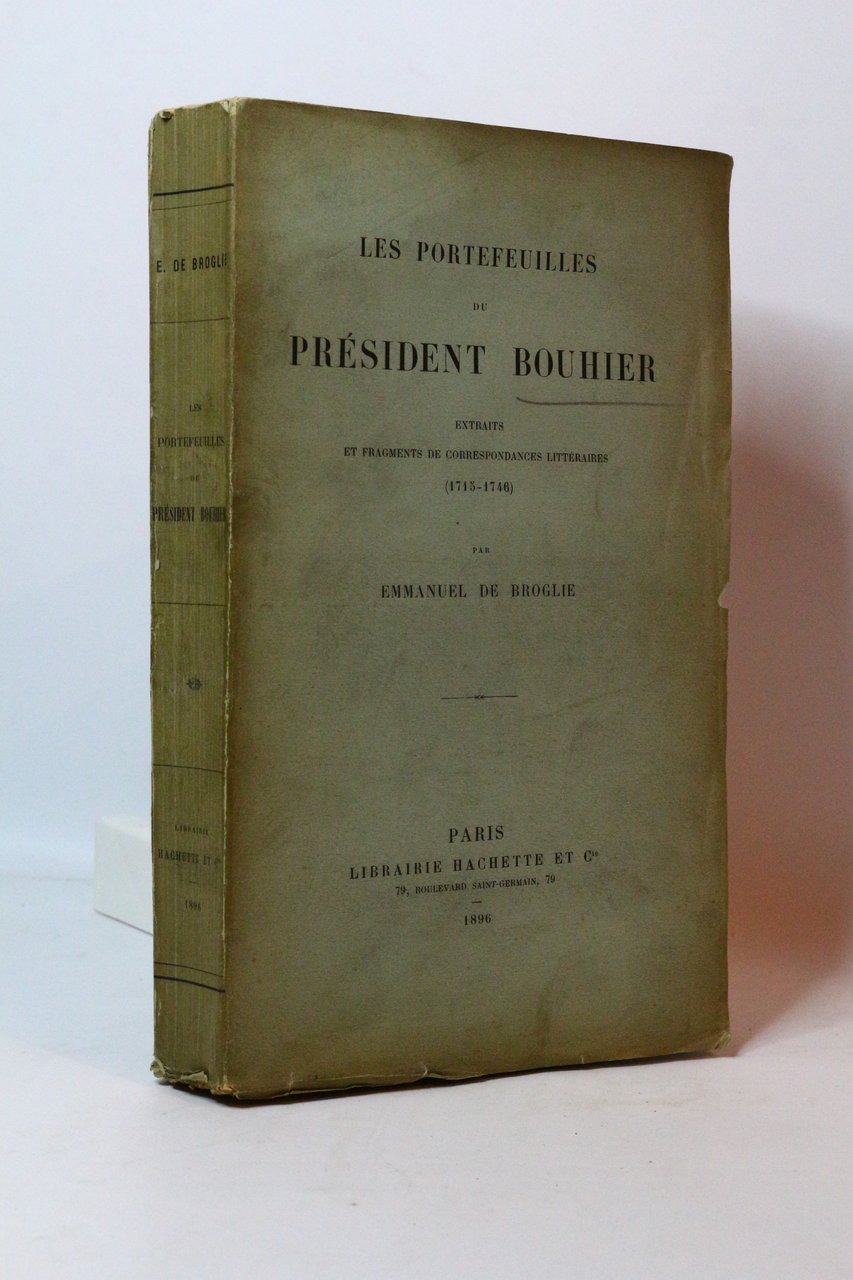 E. DE BROGLIE
LES
PORTEFEUILLES
DU
PRÉSIDENT BOUHIER
LIBRAIRIE
HACHETTE ET Cie
1896
LES PORTEFEUILLES
DU
PRÉSIDENT BOUHIER
EXTRAITS
ET FRAGMENTS DE CORRESPONDANCES LITTÉRAIRES
(1715-1746)
PAR
EMMANUEL DE BROGLIE
PARIS
LIBRAIRIE HACHETTE ET Cie
79, BOULEVARD SAINT-GERMAIN, 79
1896